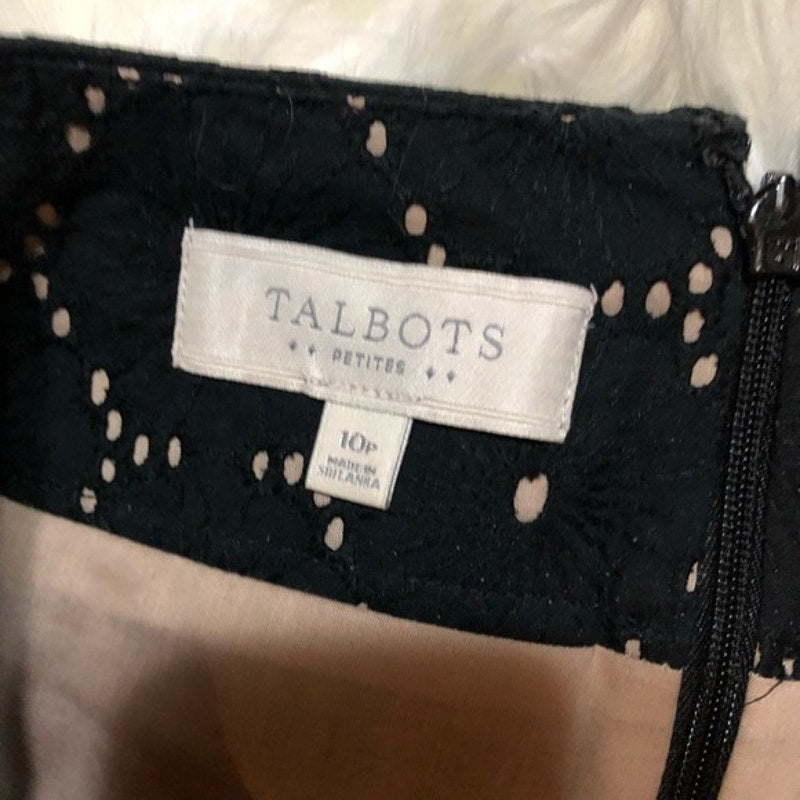 TALBOTS
PETITES
10P
MADE IN
SRI LANKA